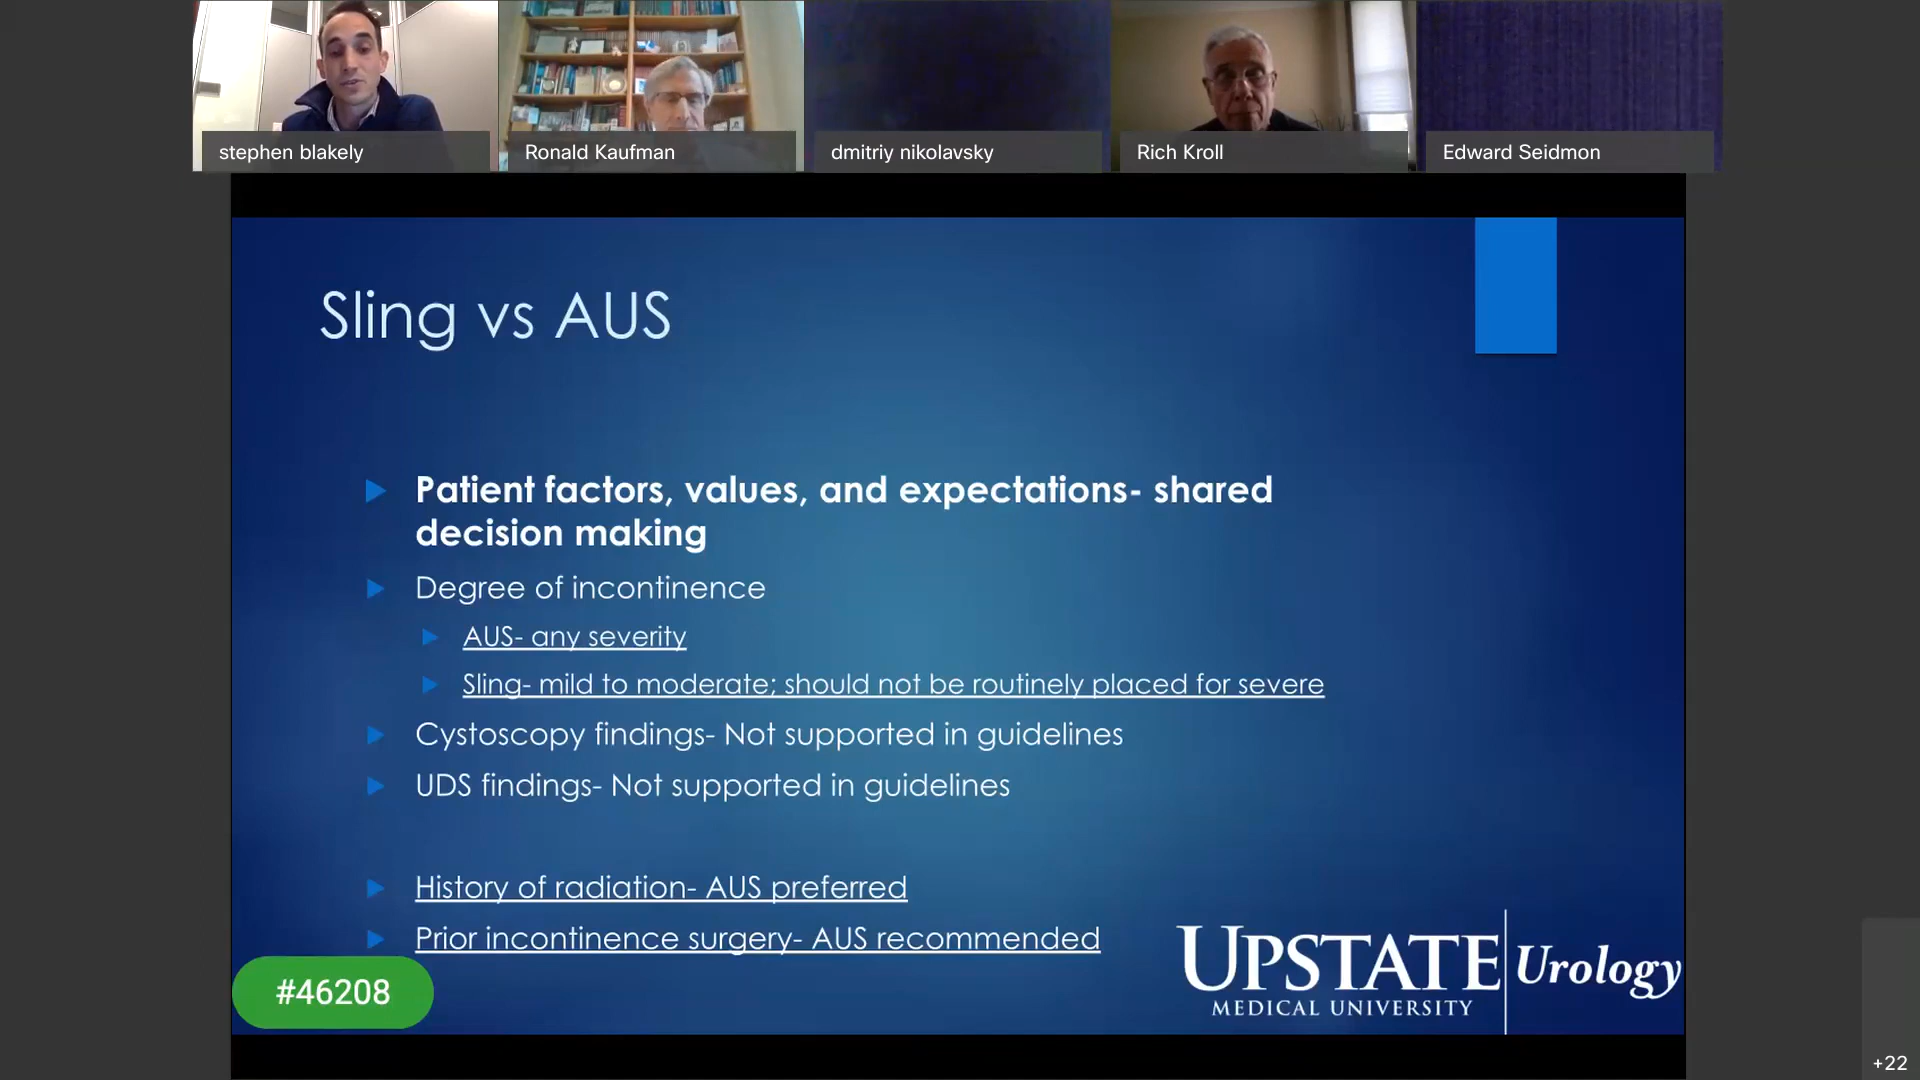 stephen blakely
Ronald Kaufman
dmitriy nikolavsky
Rich Kroll
Edward Seidmon
Sling vs AUS
Patient factors, values, and expectations- shared
decision making
Degree of incontinence
AUS- any severity
Sling- mild to moderate; should not be routinely placed for severe
Cystoscopy findings- Not supported in guidelines
UDS findings- Not supported in guidelines
History of radiation- AUS preferred
Prior incontinence surgery- AUS recommended
#46208
UPSTATE
MEDICAL UNIVERSITY
Urology
+22